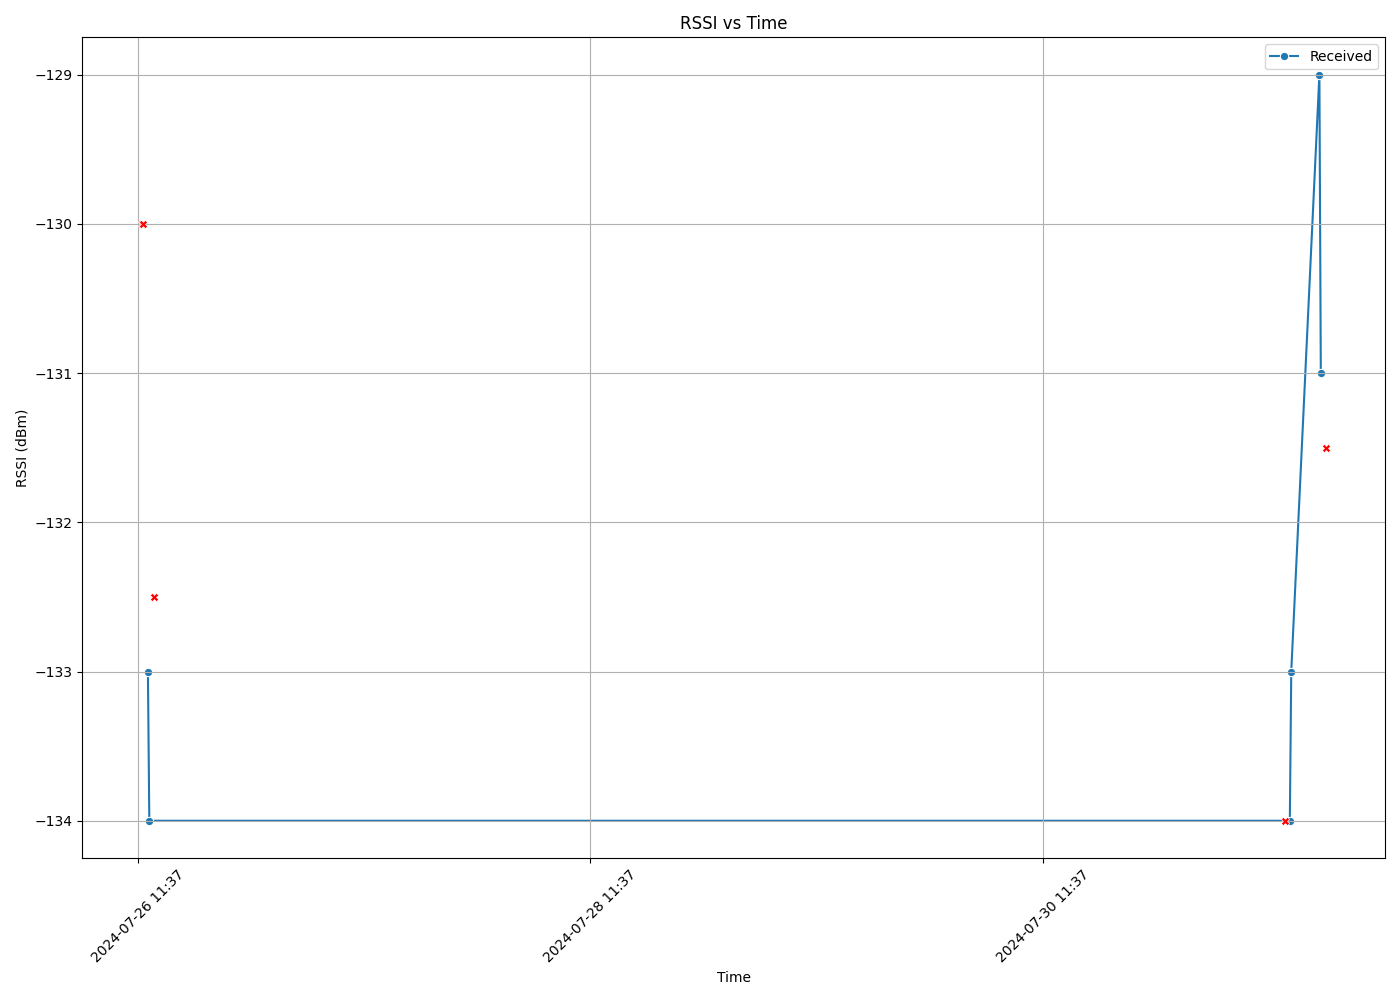 RSSI vs Time
Received
−129
−130
−131
−132
−133
−134
RSSI (dBm)
2024-07-26 11:37
2024-07-28 11:37
2024-07-30 11:37
Time